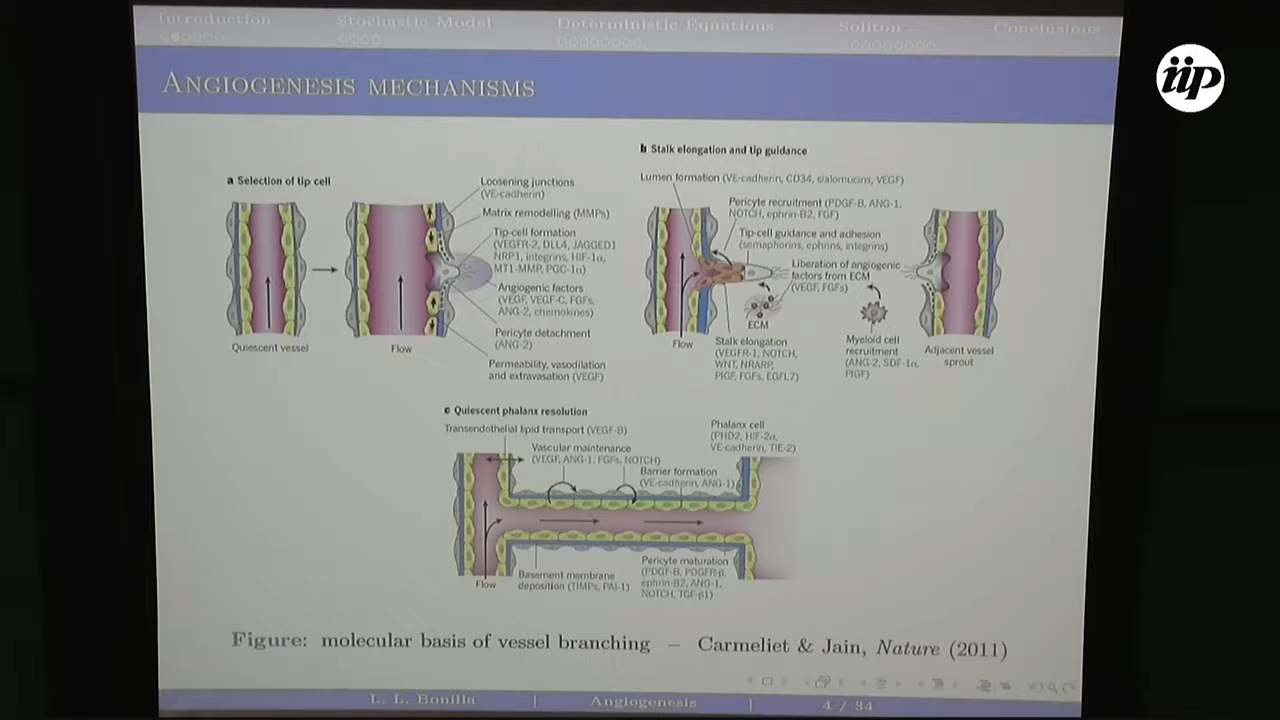 Introduction
Stochastic Model
Deterministic Equations
Soliton
Conclusions
iip
ANGIOGENESIS MECHANISMS
a Selection of tip cell
Loosening junctions
(VE-cadherin)
Matrix remodelling (MMPs)
Tip-cell formation
(VEGFR-2, DLL4, JAGGED1
NRP1, integrins, HIF-1α,
MT1-MMP, PGC-1α)
Angiogenic factors
(VEGF, VEGF-C, FGFs,
ANG-2, chemokines)
Pericyte detachment
(ANG-2)
Permeability, vasodilation
and extravasation (VEGF)
Quiescent vessel
Flow
b Stalk elongation and tip guidance
Lumen formation (VE-cadherin, CD34, sialomucins, VEGF)
Pericyte recruitment (PDGF-B, ANG-1,
NOTCH, ephrin-B2, FGF)
Tip-cell guidance and adhesion
(semaphorins, ephrins, integrins)
Liberation of angiogenic
factors from ECM
(VEGF, FGFs)
ECM
Flow
Stalk elongation
(VEGFR-1, NOTCH,
WNT, NRARP,
PlGF, FGFs, EGFL7)
Myeloid cell
recruitment
(ANG-2, SDF-1α,
PlGF)
Adjacent vessel
sprout
c Quiescent phalanx resolution
Transendothelial lipid transport (VEGF-B)
Vascular maintenance
(VEGF, ANG-1, FGFs, NOTCH)
Barrier formation
(VE-cadherin, ANG-1)
Phalanx cell
(PHD2, HIF-2α,
VE-cadherin, TIE-2)
Flow
Basement membrane
deposition (TIMPs, PAI-1)
Pericyte maturation
(PDGF-B, PDGFR-β,
ephrin-B2, ANG-1,
NOTCH, TGF-β1)
Figure: molecular basis of vessel branching – Carmeliet & Jain, Nature (2011)
L. L. Bonilla
Angiogenesis
4 / 34